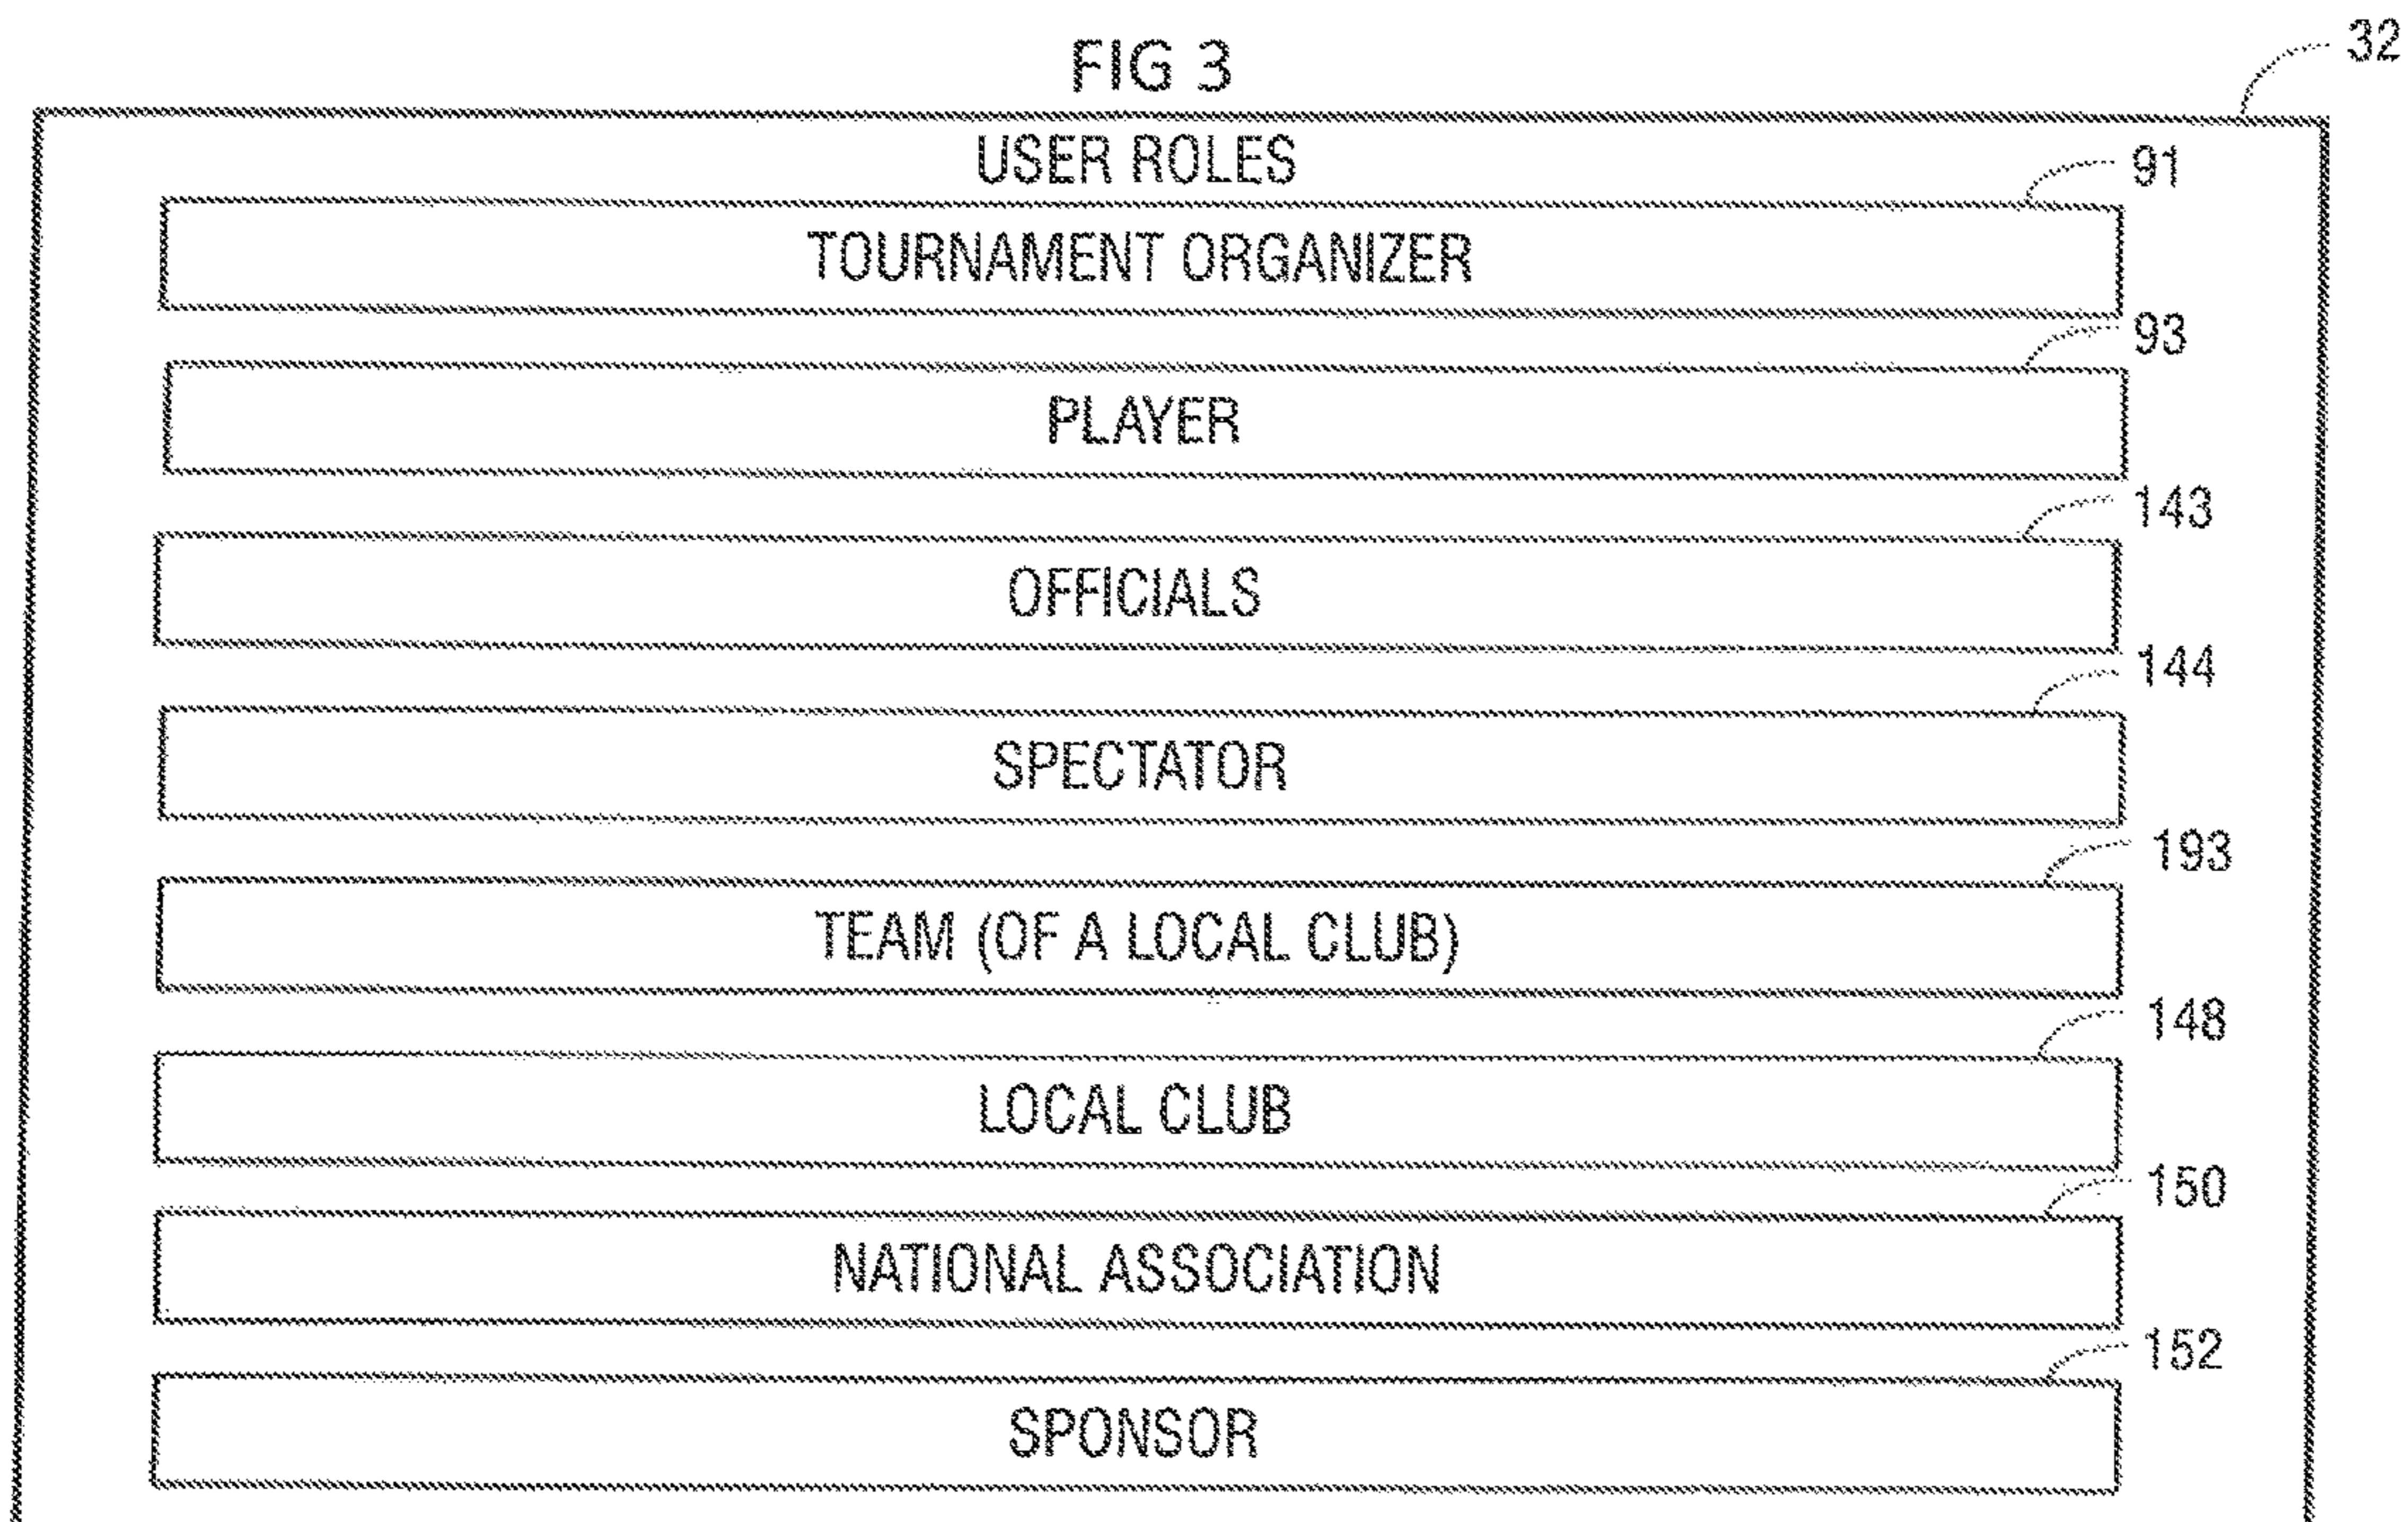 FIG 3
32
USER ROLES
91
TOURNAMENT ORGANIZER
93
PLAYER
143
OFFICIALS
144
SPECTATOR
193
TEAM (OF A LOCAL CLUB)
148
LOCAL CLUB
150
NATIONAL ASSOCIATION
152
SPONSOR